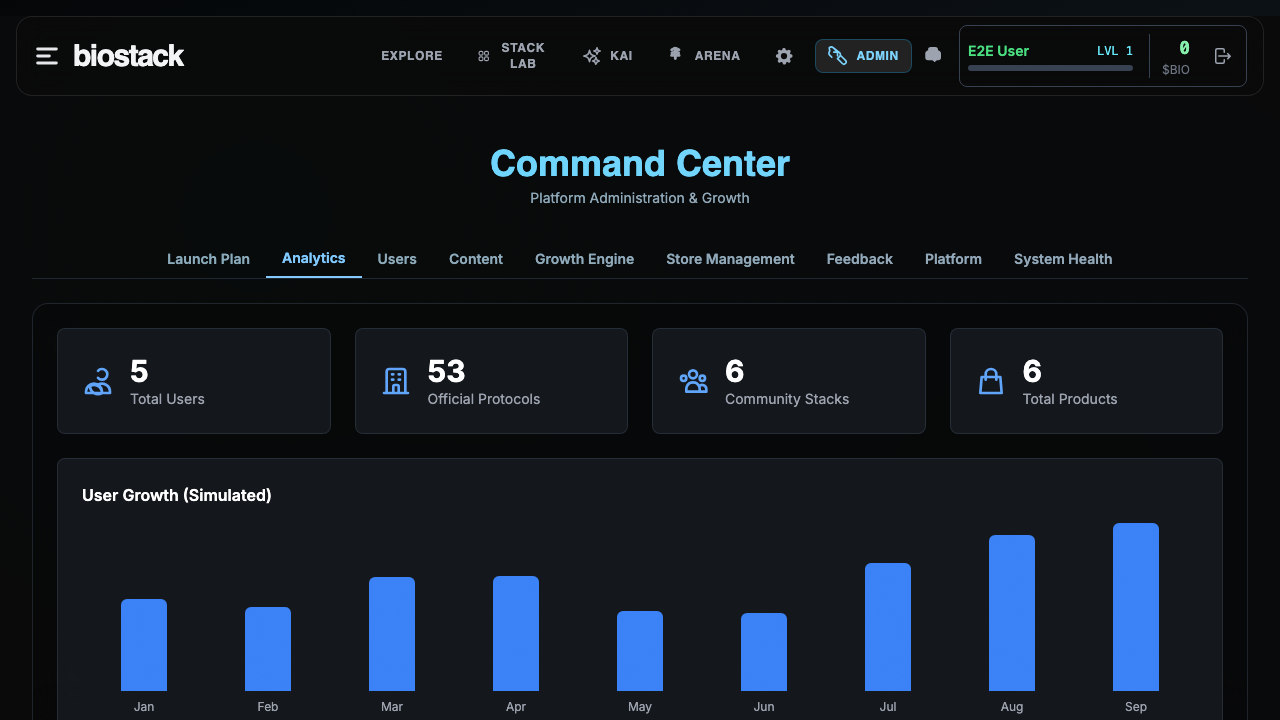 biostack
EXPLORE
STACK
LAB
KAI
ARENA
ADMIN
E2E User
LVL 1
0
$BIO
Command Center
Platform Administration & Growth
Launch Plan
Analytics
Users
Content
Growth Engine
Store Management
Feedback
Platform
System Health
5
Total Users
53
Official Protocols
6
Community Stacks
6
Total Products
User Growth (Simulated)
Jan
Feb
Mar
Apr
May
Jun
Jul
Aug
Sep